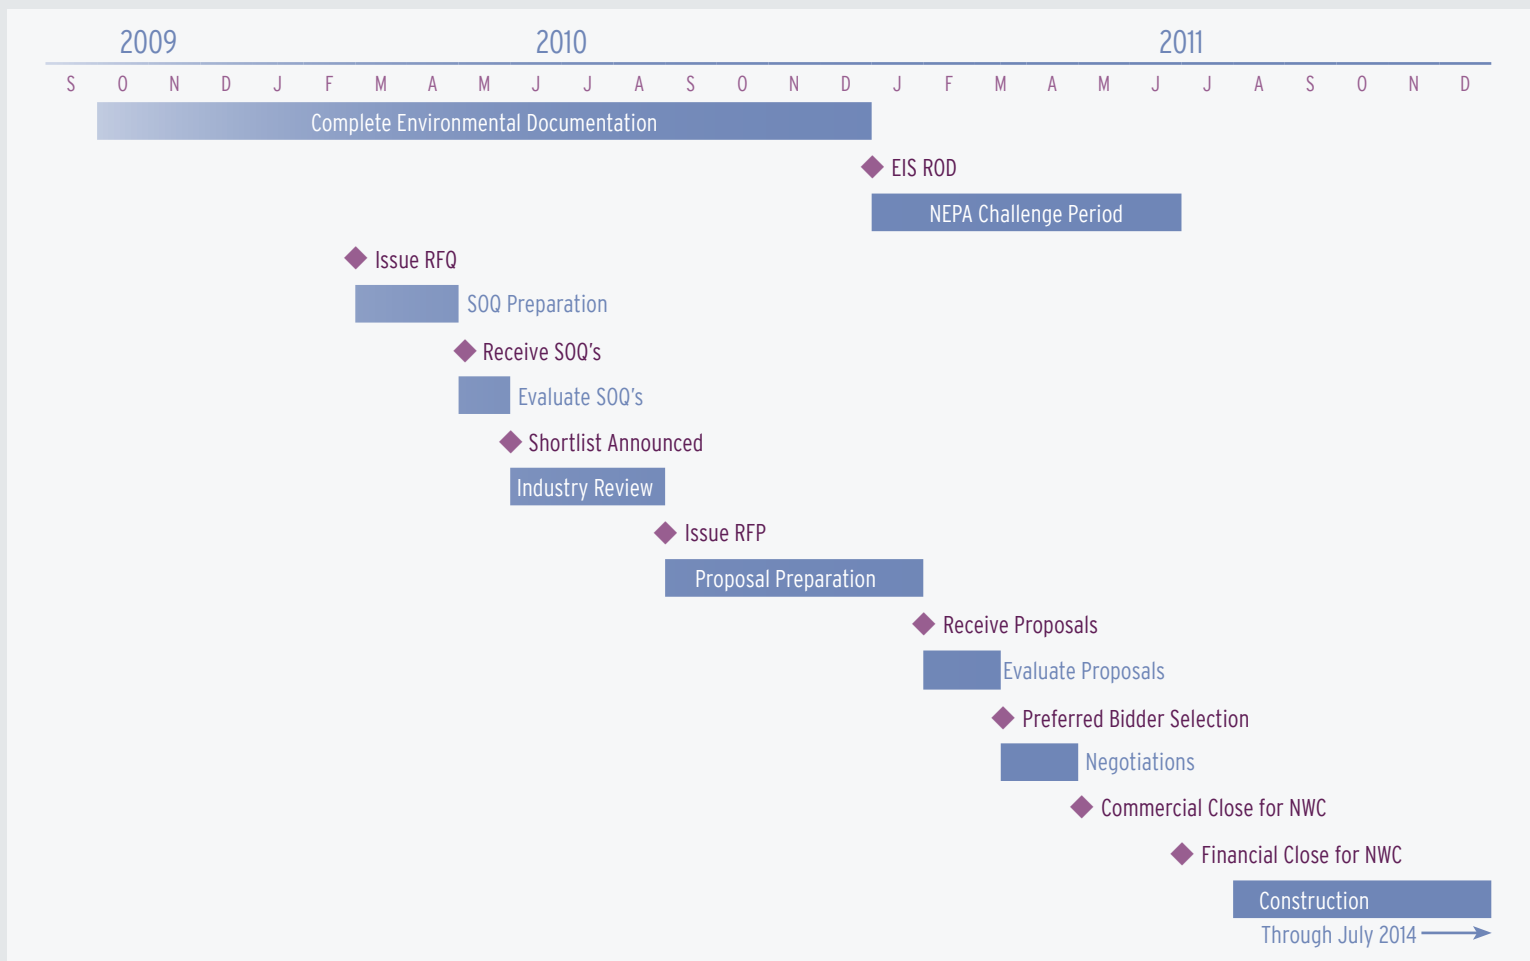 2009 2010 2011
S O N D J F M A M J J A S O N D J F M A M J J A S O N D
Complete Environmental Documentation
EIS ROD
NEPA Challenge Period
Issue RFQ
SOQ Preparation
Receive SOQ's
Evaluate SOQ's
Shortlist Announced
Industry Review
Issue RFP
Proposal Preparation
Receive Proposals
Evaluate Proposals
Preferred Bidder Selection
Negotiations
Commercial Close for NWC
Financial Close for NWC
Construction
Through July 2014